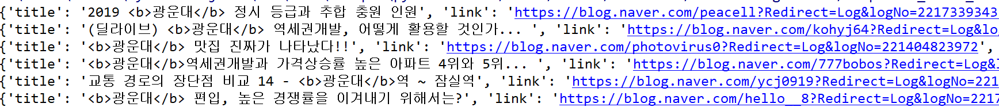 {'title': '2019 <b>광운대</b> 정시 등급과 추합 충원 인원', 'link': 'https://blog.naver.com/peacell?Redirect=Log&logNo=2217339343
{'title': '(딜라이브) <b>광운대</b> 역세권개발, 어떻게 활용할 것인가... ', 'link': 'https://blog.naver.com/kohyj64?Redirect=Log&lo
{'title': '<b>광운대</b> 맛집 진짜가 나타났다!!', 'link': 'https://blog.naver.com/photovirus0?Redirect=Log&logNo=221404823972',
{'title': '<b>광운대</b>역세권개발과 가격상승률 높은 아파트 4위와 5위... ', 'link': 'https://blog.naver.com/777bobos?Redirect=Log&l
{'title': '교통 경로의 장단점 비교 14 - <b>광운대</b>역 ~ 잠실역', 'link': 'https://blog.naver.com/ycj0919?Redirect=Log&logNo=221
{'title': '<b>광운대</b> 편입, 높은 경쟁률을 이겨내기 위해서는?', 'link': 'https://blog.naver.com/hello__8?Redirect=Log&logNo=2217